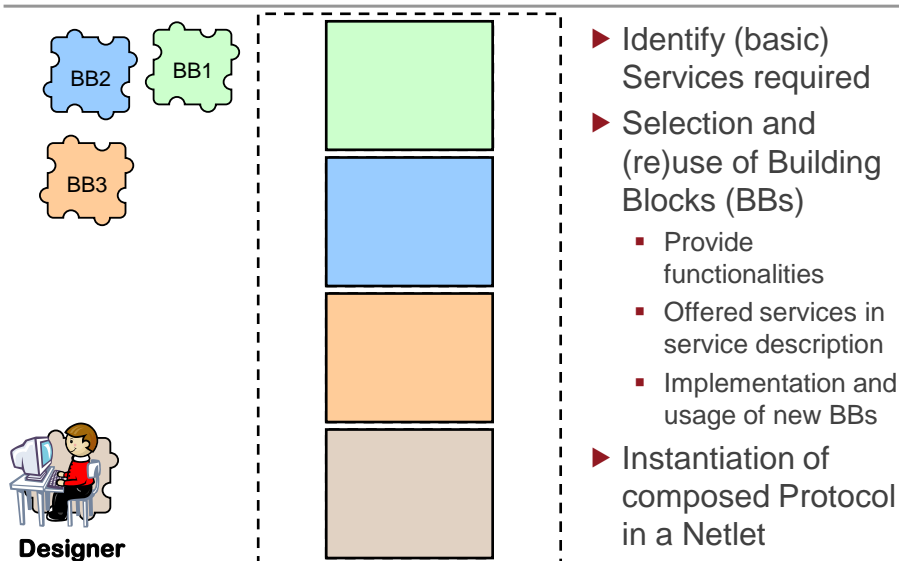 BB2
BB1
BB3
Designer
Identify (basic)
Services required
Selection and
(re)use of Building
Blocks (BBs)
Provide
functionalities
Offered services in
service description
Implementation and
usage of new BBs
Instantiation of
composed Protocol
in a Netlet